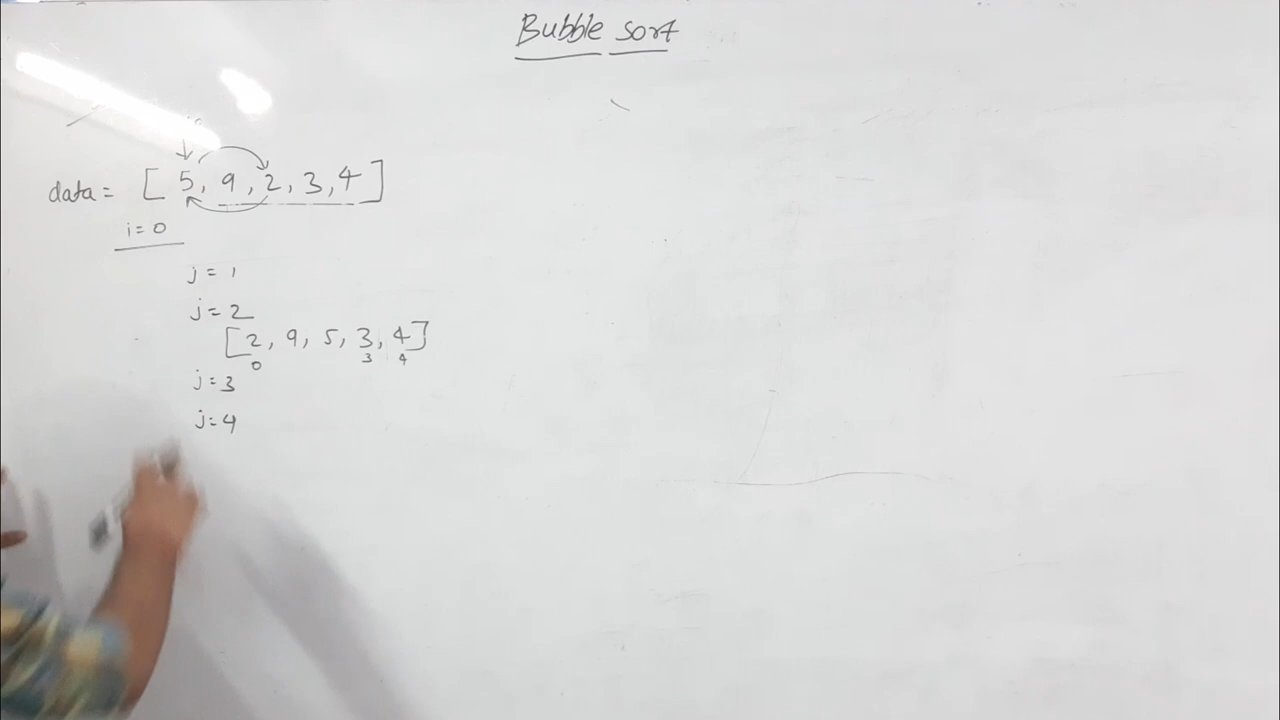 Bubble sort
data = [ 5, 9, 2, 3, 4 ]
i = 0
j = 1
j = 2
[2, 9, 5, 3, 4]
0 3 4
j = 3
j = 4